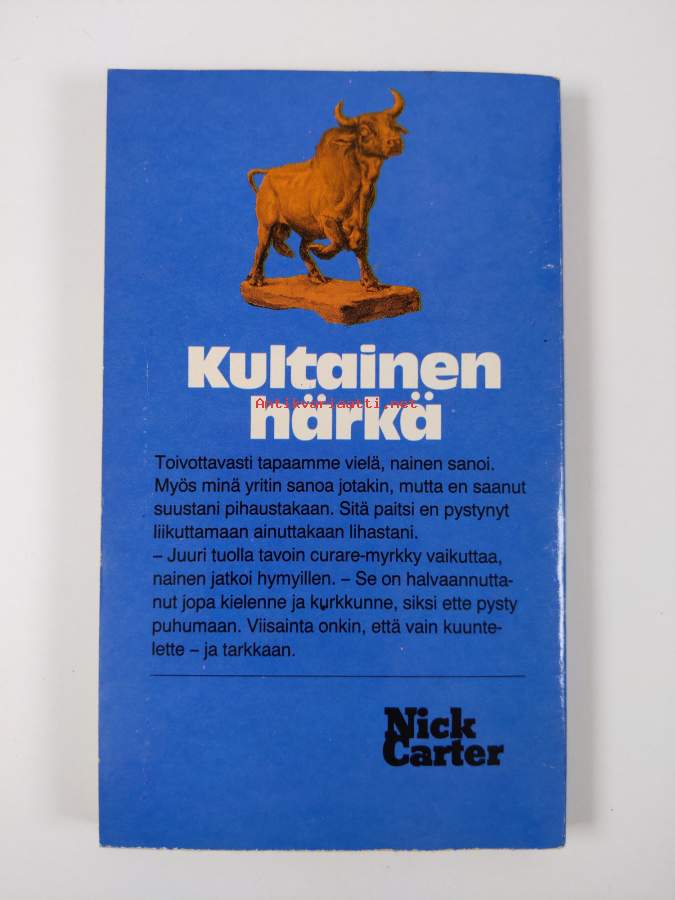 Kultainen
Antikvariaatti.net
härkä
Toivottavasti tapaamme vielä, nainen sanoi.
Myös minä yritin sanoa jotakin, mutta en saanut
suustani pihaustakaan. Sitä paitsi en pystynyt
liikuttamaan ainuttakaan lihastani.
– Juuri tuolla tavoin curare-myrkky vaikuttaa,
nainen jatkoi hymyillen. – Se on halvaannutta-
nut jopa kielenne ja kurkkunne, siksi ette pysty
puhumaan. Viisainta onkin, että vain kuunte-
lette – ja tarkkaan.
Nick
Carter